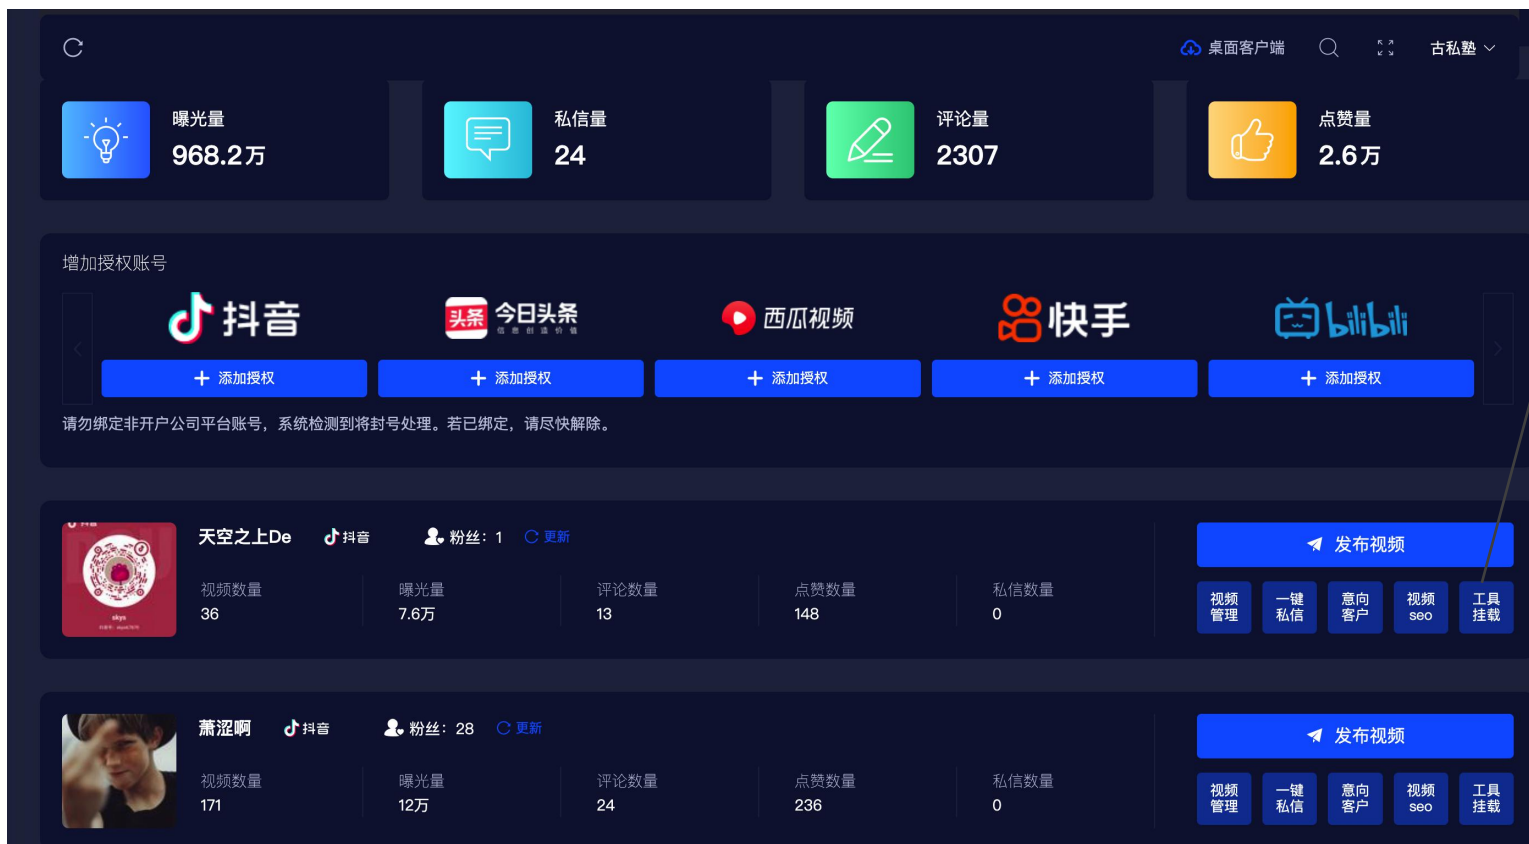 桌面客户端
古私塾
曝光量
968.2万
私信量
24
评论量
2307
点赞量
2.6万
增加授权账号
抖音
头条 今日头条
信息创造价值
西瓜视频
快手
bilibili
添加授权
添加授权
添加授权
添加授权
添加授权
请勿绑定非开户公司平台账号，系统检测到将封号处理。若已绑定，请尽快解除。
天空之上De 抖音 粉丝：1 更新
视频数量 曝光量 评论数量 点赞数量 私信数量
36 7.6万 13 148 0
发布视频
视频管理
一键私信
意向客户
视频seo
工具挂载
抖音
skys
萧涩啊 抖音 粉丝：28 更新
视频数量 曝光量 评论数量 点赞数量 私信数量
171 12万 24 236 0
发布视频
视频管理
一键私信
意向客户
视频seo
工具挂载